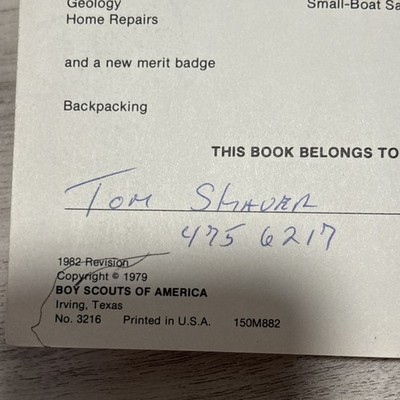 Geology
Small-Boat Sa
Home Repairs
and a new merit badge
Backpacking
THIS BOOK BELONGS TO
Tom Shaver
475 6217
1982 Revision
Copyright © 1979
BOY SCOUTS OF AMERICA
Irving, Texas
No. 3216 Printed in U.S.A. 150M882